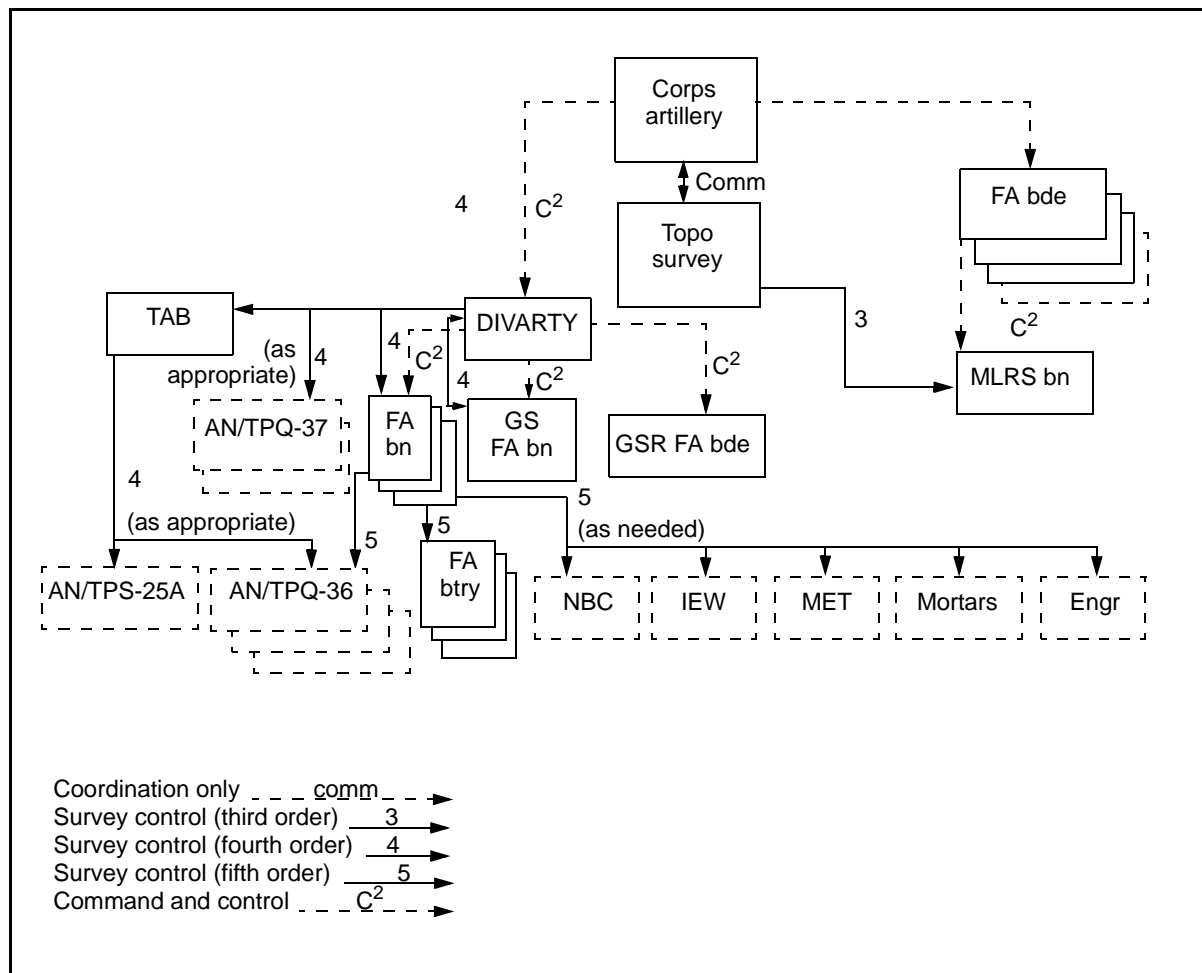 Corps
artillery
Comm
FA bde
4
C²
Topo
survey
3
C²
TAB
DIVARTY
(as
appropriate)
4
4
C²
4
C²
C²
MLRS bn
AN/TPQ-37
FA
bn
GS
FA bn
GSR FA bde
4
5
(as appropriate)
5
5
(as needed)
AN/TPS-25A
AN/TPQ-36
FA
btry
NBC
IEW
MET
Mortars
Engr
Coordination only comm
Survey control (third order) 3
Survey control (fourth order) 4
Survey control (fifth order) 5
Command and control C²